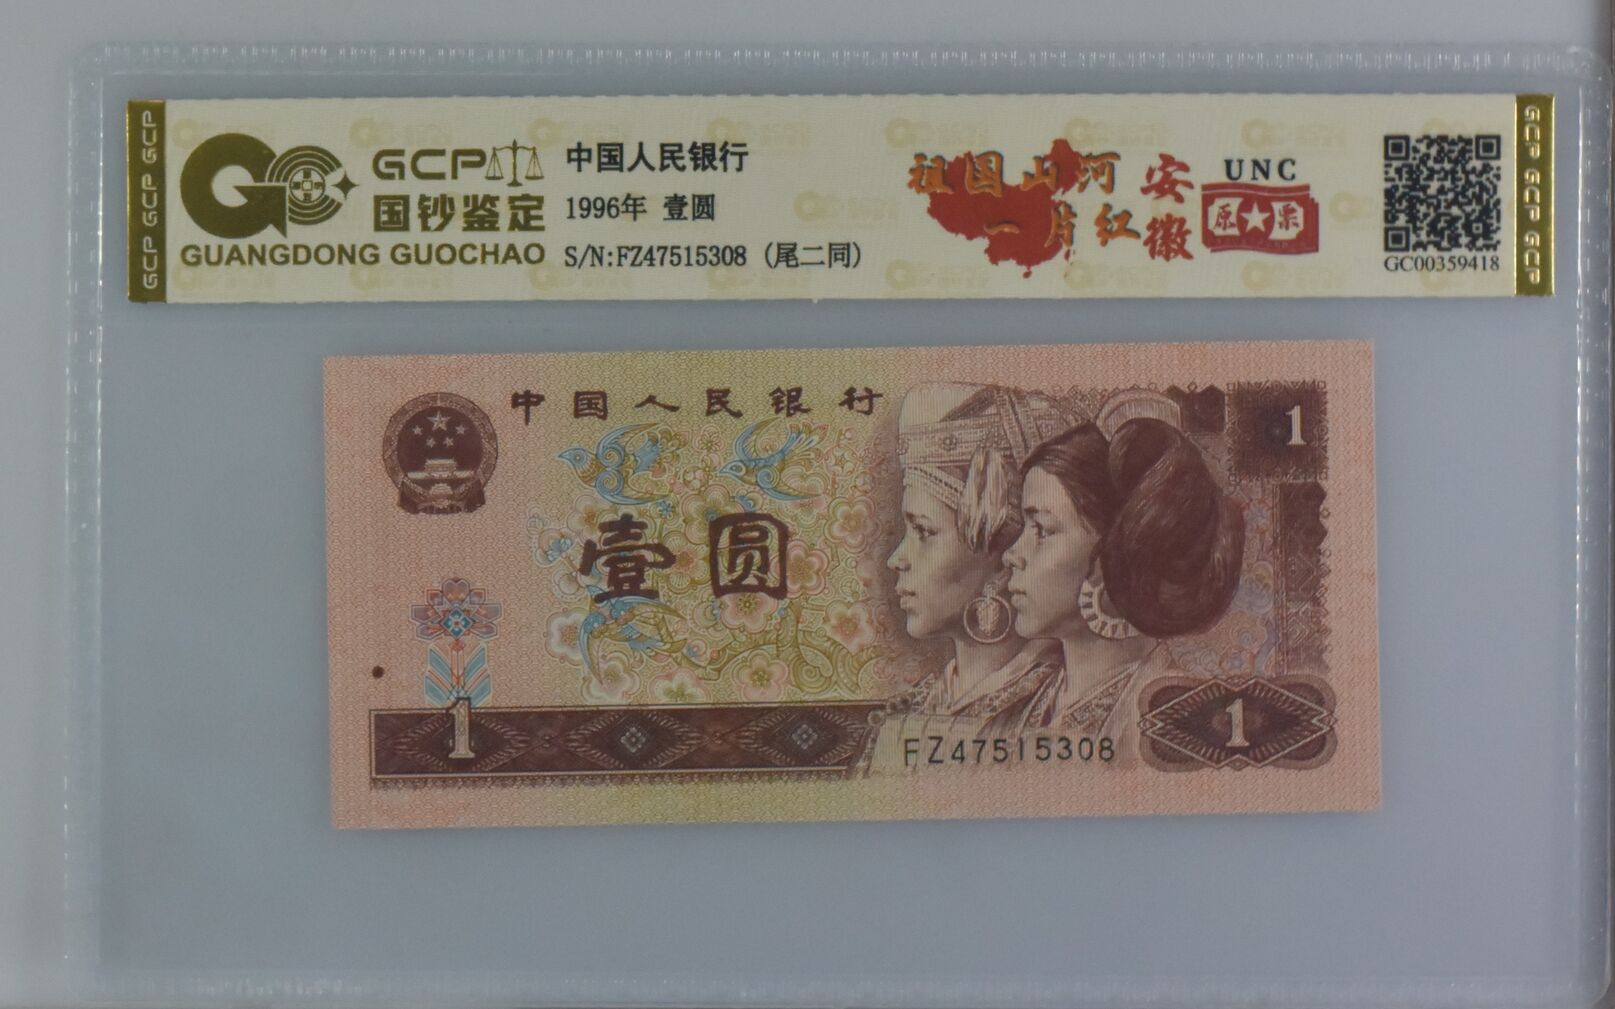 GCP GCP GCP
GCP
国钞鉴定
GUANGDONG GUOCHAO
中国人民银行
1996年 壹圆
S/N:FZ47515308 (尾二同)
祖国山河
一片红
安徽
UNC
原★票
GC00359418
GCP GCP GCP
中国人民银行
1
壹圆
1
FZ47515308
1